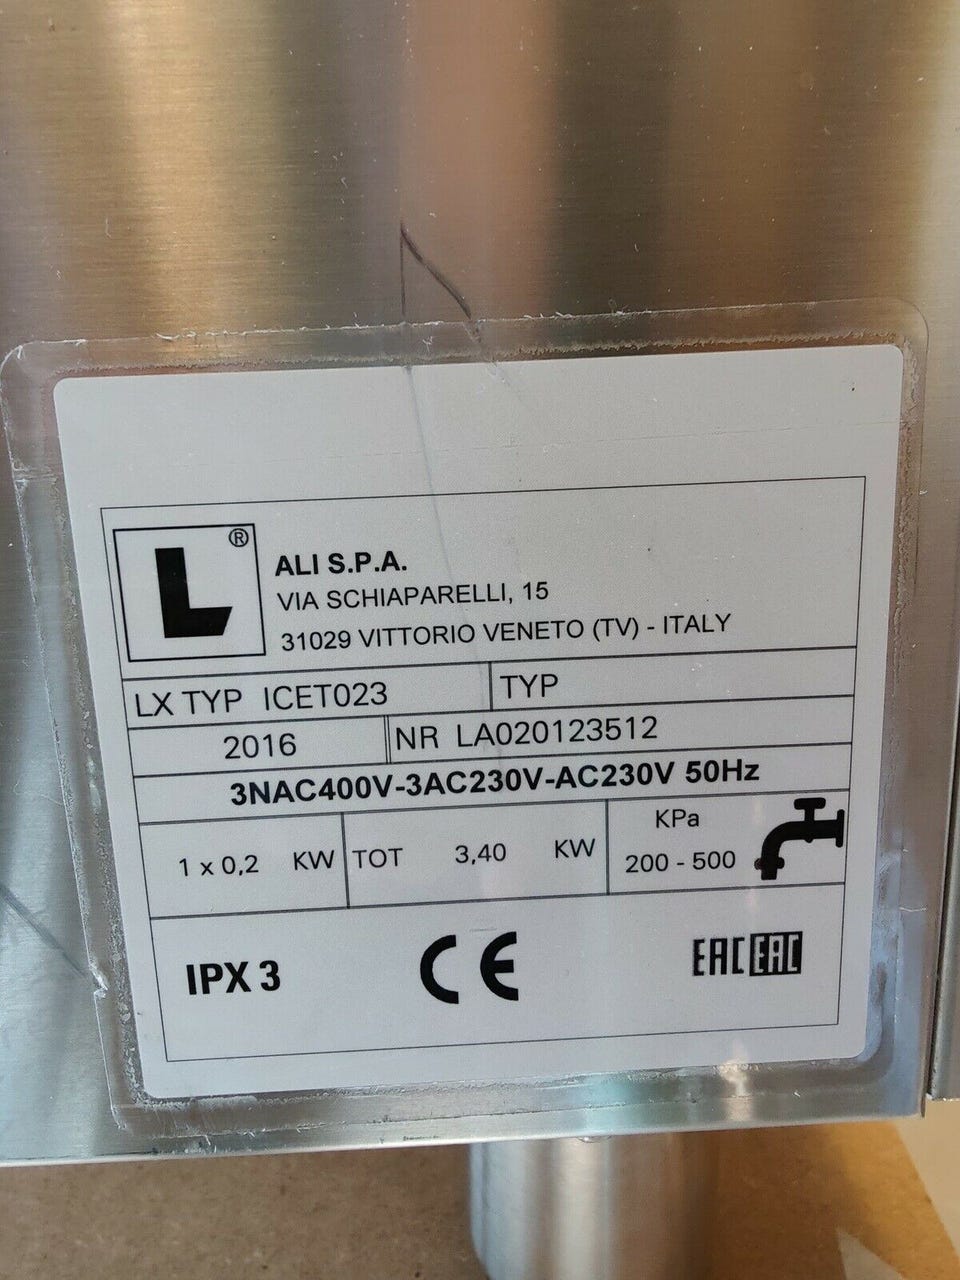 L®
ALI S.P.A.
VIA SCHIAPARELLI, 15
31029 VITTORIO VENETO (TV) - ITALY
LX TYP ICET023 TYP
2016 NR LA020123512
3NAC400V-3AC230V-AC230V 50Hz
1 x 0,2 KW TOT 3,40 KW KPa 200 - 500
IPX 3 CE EAC EAC